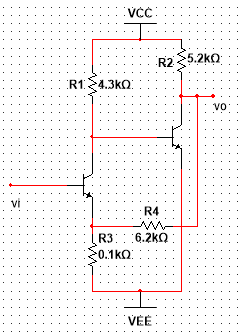 VCC
R2 5.2kΩ
R1 4.3kΩ
vo
vi
R4
6.2kΩ
R3
0.1kΩ
VEE